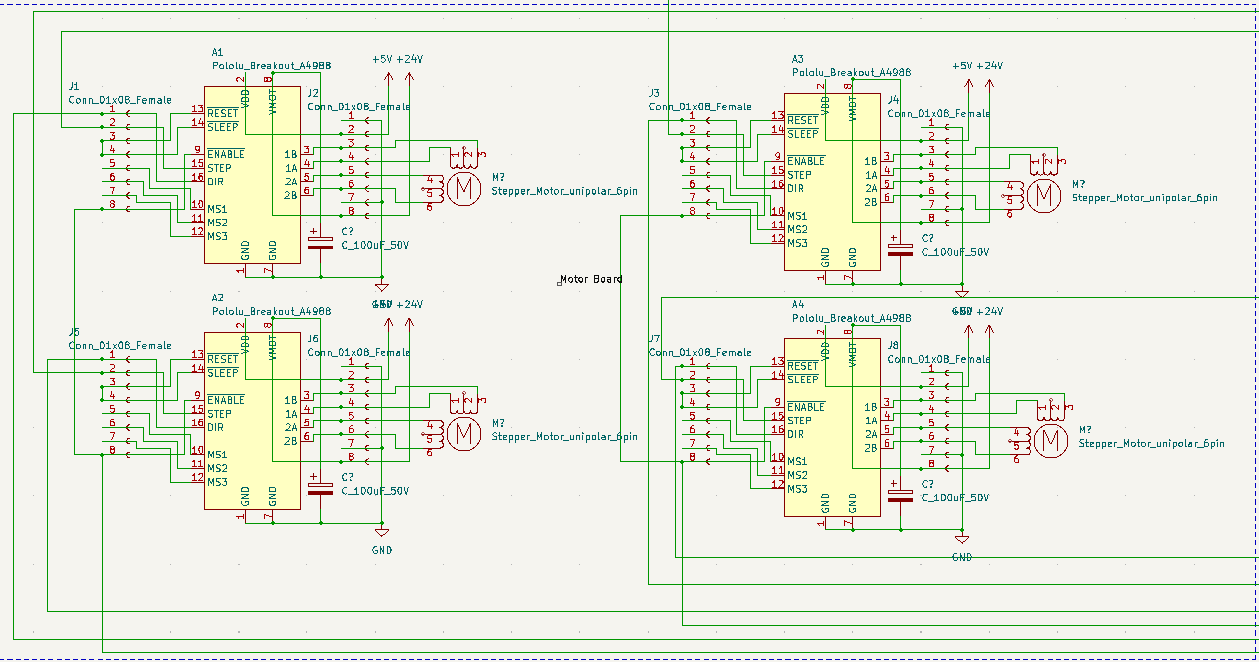 A1
Pololu_Breakout_A4988
+5V +24V
J1
Conn_01x08_Female
J2
Conn_01x08_Female
1
2
3
4
5
6
7
8
13 RESET
14 SLEEP
9 ENABLE
15 STEP
16 DIR
10 MS1
11 MS2
12 MS3
2 VDD
8 VMOT
1B 3
1A 4
2A 5
2B 6
GND 1
GND 7
1
2
3
4
5
6
7
8
1 2 3
4
5
6
M
M?
Stepper_Motor_unipolar_6pin
+
C?
C_100uF_50V
GND
A3
Pololu_Breakout_A4988
+5V +24V
J3
Conn_01x08_Female
J4
Conn_01x08_Female
1
2
3
4
5
6
7
8
13 RESET
14 SLEEP
9 ENABLE
15 STEP
16 DIR
10 MS1
11 MS2
12 MS3
2 VDD
8 VMOT
1B 3
1A 4
2A 5
2B 6
GND 1
GND 7
1
2
3
4
5
6
7
8
1 2 3
4
5
6
M
M?
Stepper_Motor_unipolar_6pin
+
C?
C_100uF_50V
GND
Motor Board
A2
Pololu_Breakout_A4988
+5V +24V
J5
Conn_01x08_Female
J6
Conn_01x08_Female
1
2
3
4
5
6
7
8
13 RESET
14 SLEEP
9 ENABLE
15 STEP
16 DIR
10 MS1
11 MS2
12 MS3
2 VDD
8 VMOT
1B 3
1A 4
2A 5
2B 6
GND 1
GND 7
1
2
3
4
5
6
7
8
1 2 3
4
5
6
M
M?
Stepper_Motor_unipolar_6pin
+
C?
C_100uF_50V
GND
A4
Pololu_Breakout_A4988
+5V +24V
J7
Conn_01x08_Female
J8
Conn_01x08_Female
1
2
3
4
5
6
7
8
13 RESET
14 SLEEP
9 ENABLE
15 STEP
16 DIR
10 MS1
11 MS2
12 MS3
2 VDD
8 VMOT
1B 3
1A 4
2A 5
2B 6
GND 1
GND 7
1
2
3
4
5
6
7
8
1 2 3
4
5
6
M
M?
Stepper_Motor_unipolar_6pin
+
C?
C_100uF_50V
GND